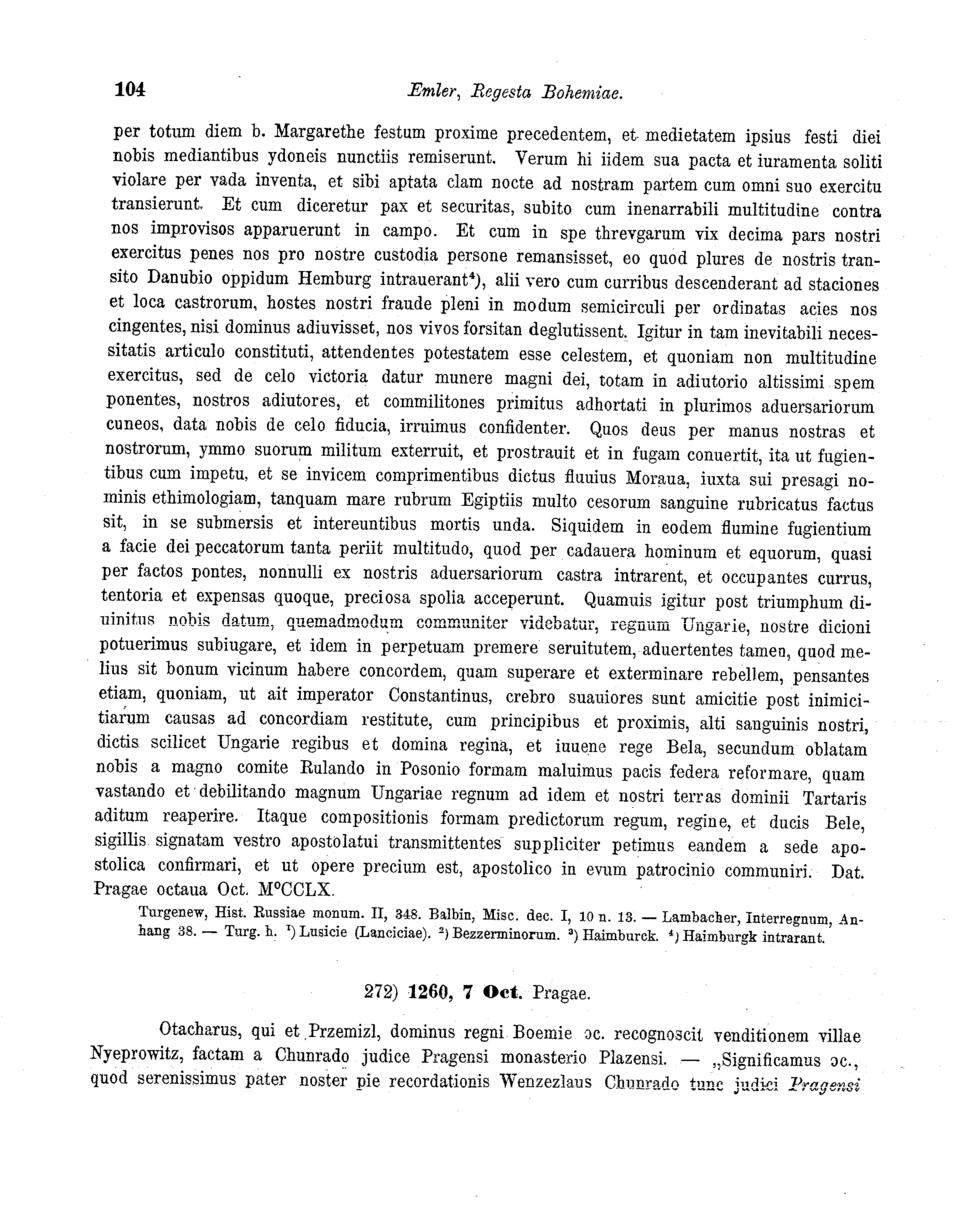 104 Emler, Regesta Bohemiae.
per totum diem b. Margarethe festum proxime precedentem, et medietatem ipsius festi diei
nobis mediantibus ydoneis nunctiis remiserunt. Verum hi iidem sua pacta et iuramenta soliti
violare per vada inventa, et sibi aptata clam nocte ad nostram partem cum omni suo exercitu
transierunt. Et cum diceretur pax et securitas, subito cum inenarrabili multitudine contra
nos improvisos apparuerunt in campo. Et cum in spe threvgarum vix decima pars nostri
exercitus penes nos pro nostre custodia persone remansisset, eo quod plures de nostris tran-
sito Danubio oppidum Hemburg intrauerant⁴), alii vero cum curribus descenderant ad staciones
et loca castrorum, hostes nostri fraude pleni in modum semicirculi per ordinatas acies nos
cingentes, nisi dominus adiuvisset, nos vivos forsitan deglutissent. Igitur in tam inevitabili neces-
sitatis articulo constituti, attendentes potestatem esse celestem, et quoniam non multitudine
exercitus, sed de celo victoria datur munere magni dei, totam in adiutorio altissimi spem
ponentes, nostros adiutores, et commilitones primitus adhortati in plurimos aduersariorum
cuneos, data nobis de celo fiducia, irruimus confidenter. Quos deus per manus nostras et
nostrorum, ymmo suorum militum exterruit, et prostrauit et in fugam conuertit, ita ut fugien-
tibus cum impetu, et se invicem comprimentibus dictus fluuius Moraua, iuxta sui presagi no-
minis ethimologiam, tanquam mare rubrum Egiptiis multo cesorum sanguine rubricatus factus
sit, in se submersis et intereuntibus mortis unda. Siquidem in eodem flumine fugientium
a facie dei peccatorum tanta periit multitudo, quod per cadauera hominum et equorum, quasi
per factos pontes, nonnulli ex nostris aduersariorum castra intrarent, et occupantes currus,
tentoria et expensas quoque, preciosa spolia acceperunt. Quamuis igitur post triumphum di-
uinitus nobis datum, quemadmodum communiter videbatur, regnum Ungarie, nostre dicioni
potuerimus subiugare, et idem in perpetuam premere seruitutem, aduertentes tamen, quod me-
lius sit bonum vicinum habere concordem, quam superare et exterminare rebellem, pensantes
etiam, quoniam, ut ait imperator Constantinus, crebro suauiores sunt amicitie post inimici-
tiarum causas ad concordiam restitute, cum principibus et proximis, alti sanguinis nostri,
dictis scilicet Ungarie regibus et domina regina, et iuuene rege Bela, secundum oblatam
nobis a magno comite Rulando in Posonio formam maluimus pacis federa reformare, quam
vastando et debilitando magnum Ungariae regnum ad idem et nostri terras dominii Tartaris
aditum reaperire. Itaque compositionis formam predictorum regum, regine, et ducis Bele,
sigillis signatam vestro apostolatui transmittentes suppliciter petimus eandem a sede apo-
stolica confirmari, et ut opere precium est, apostolico in evum patrocinio communiri. Dat.
Pragae octaua Oct. M⁰CCLX.
Turgenew, Hist. Russiae monum. II, 348. Balbin, Misc. dec. I, 10 n. 13. — Lambacher, Interregnum, An-
hang 38. — Turg. h. ¹) Lusicie (Lanciciae). ²) Bezzerminorum. ³) Haimburck. ⁴) Haimburgk intrarant.
272) 1260, 7 Oct. Pragae.
Otacharus, qui et Przemizl, dominus regni Boemie ɔc. recognoscit venditionem villae
Nyeprowitz, factam a Chunrado judice Pragensi monasterio Plazensi. — „Significamus ɔc.,
quod serenissimus pater noster pie recordationis Wenzezlaus Chunrado tunc judici Pragensi